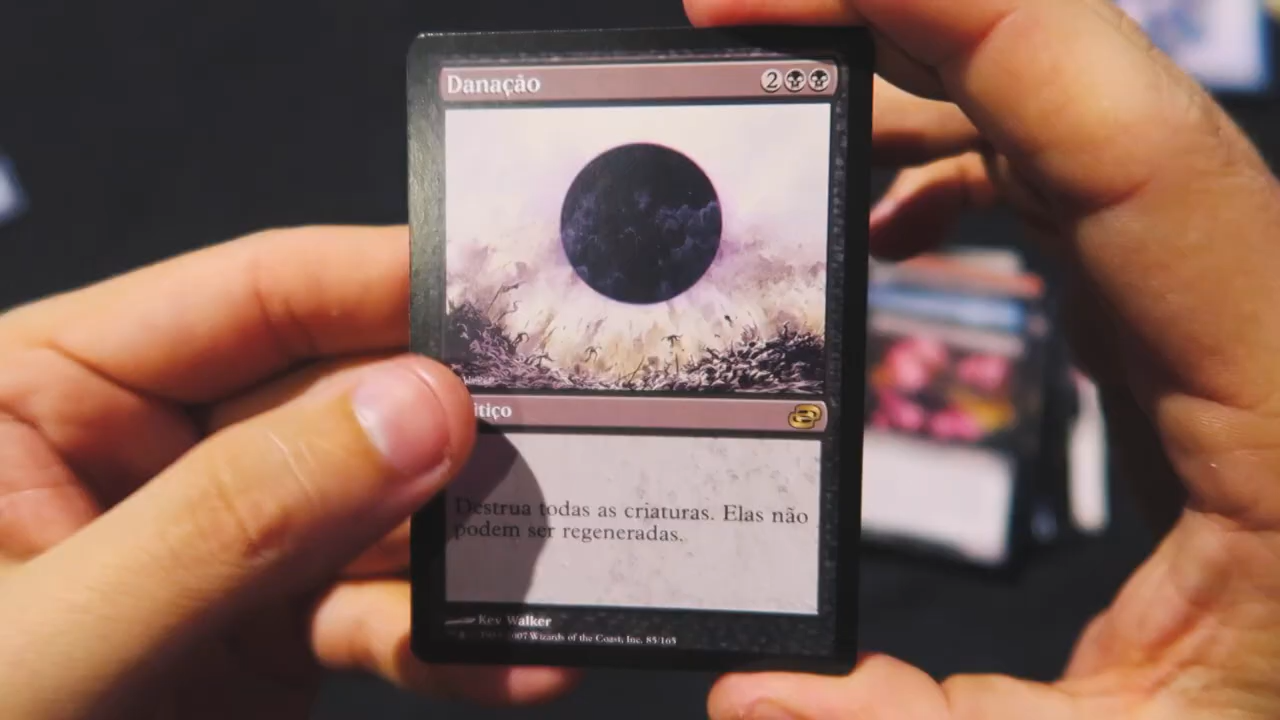 Danação 2
itiço
Destrua todas as criaturas. Elas não
podem ser regeneradas.
Kev Walker
2007 Wizards of the Coast, Inc. 85/165